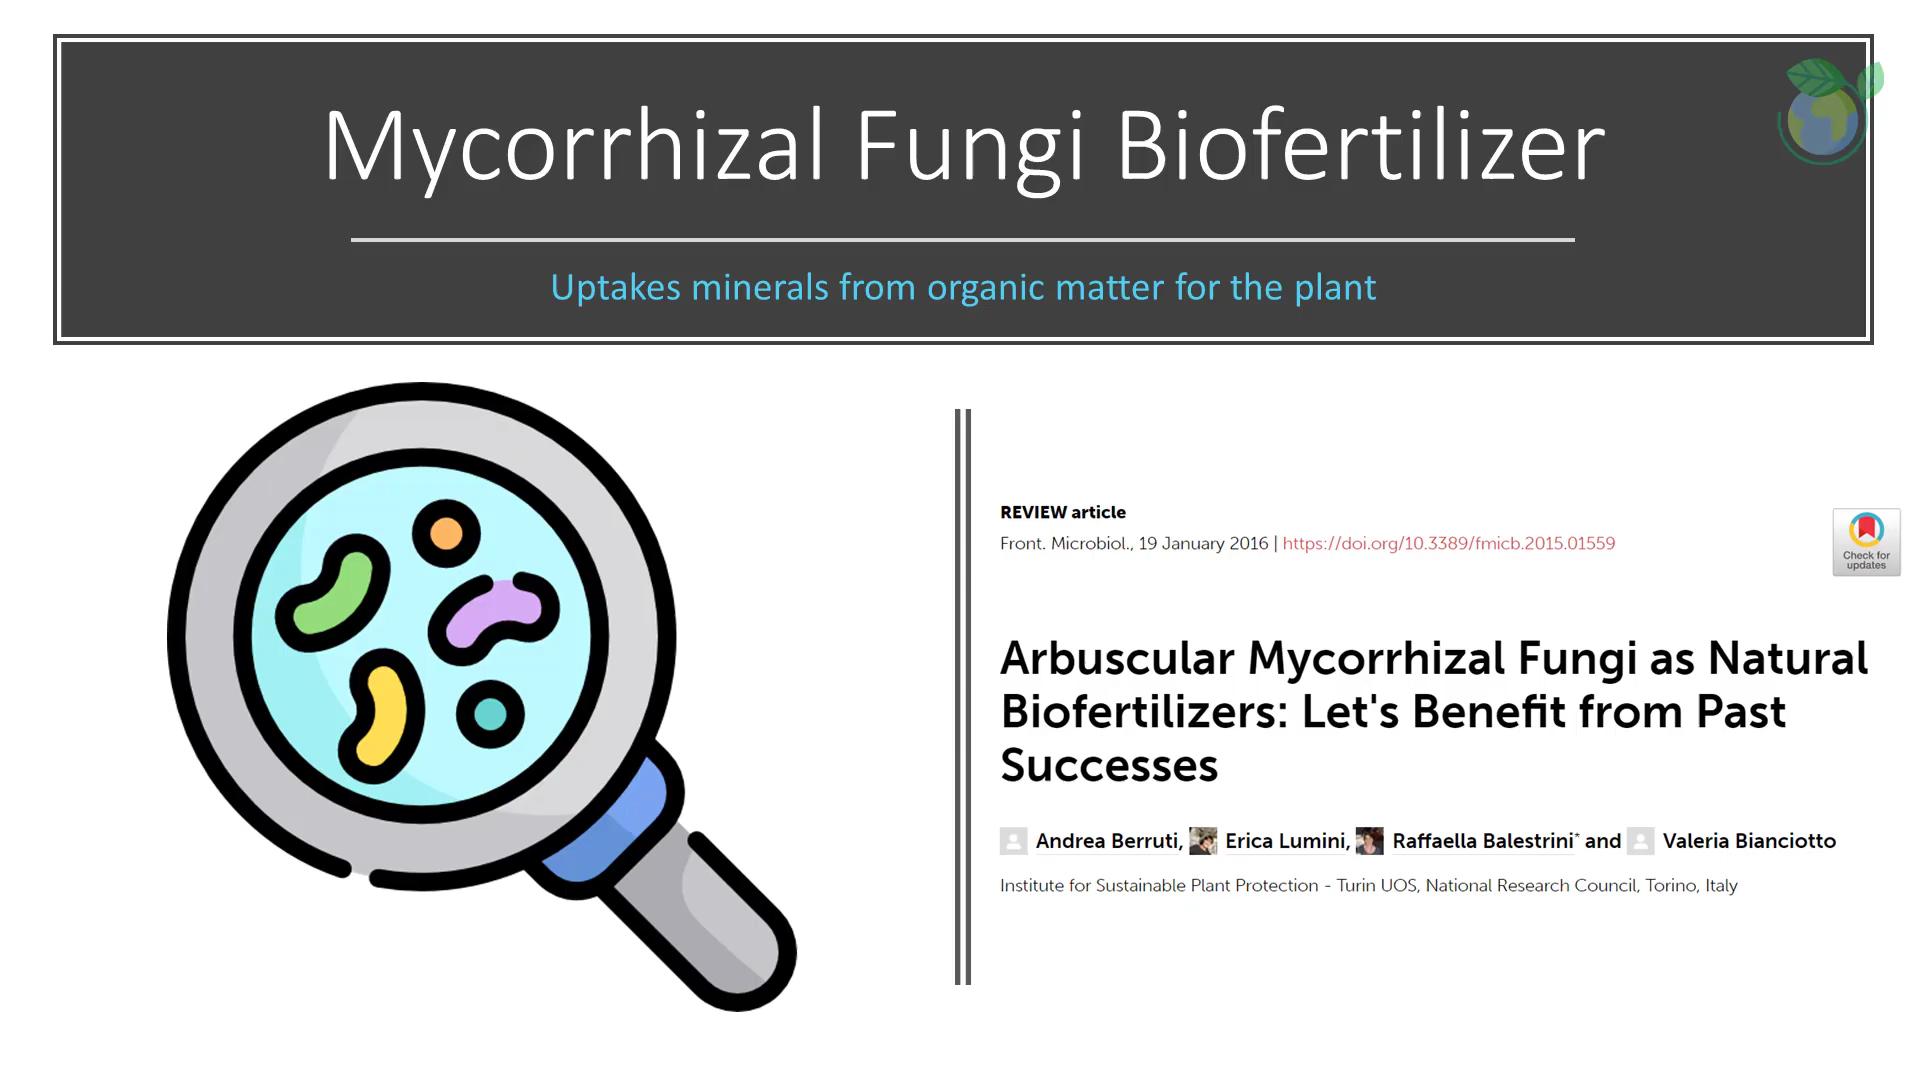 Mycorrhizal Fungi Biofertilizer
Uptakes minerals from organic matter for the plant
REVIEW article
Front. Microbiol., 19 January 2016 | https://doi.org/10.3389/fmicb.2015.01559
Check for
updates
Arbuscular Mycorrhizal Fungi as Natural
Biofertilizers: Let's Benefit from Past
Successes
Andrea Berruti, Erica Lumini, Raffaella Balestrini* and Valeria Bianciotto
Institute for Sustainable Plant Protection - Turin UOS, National Research Council, Torino, Italy